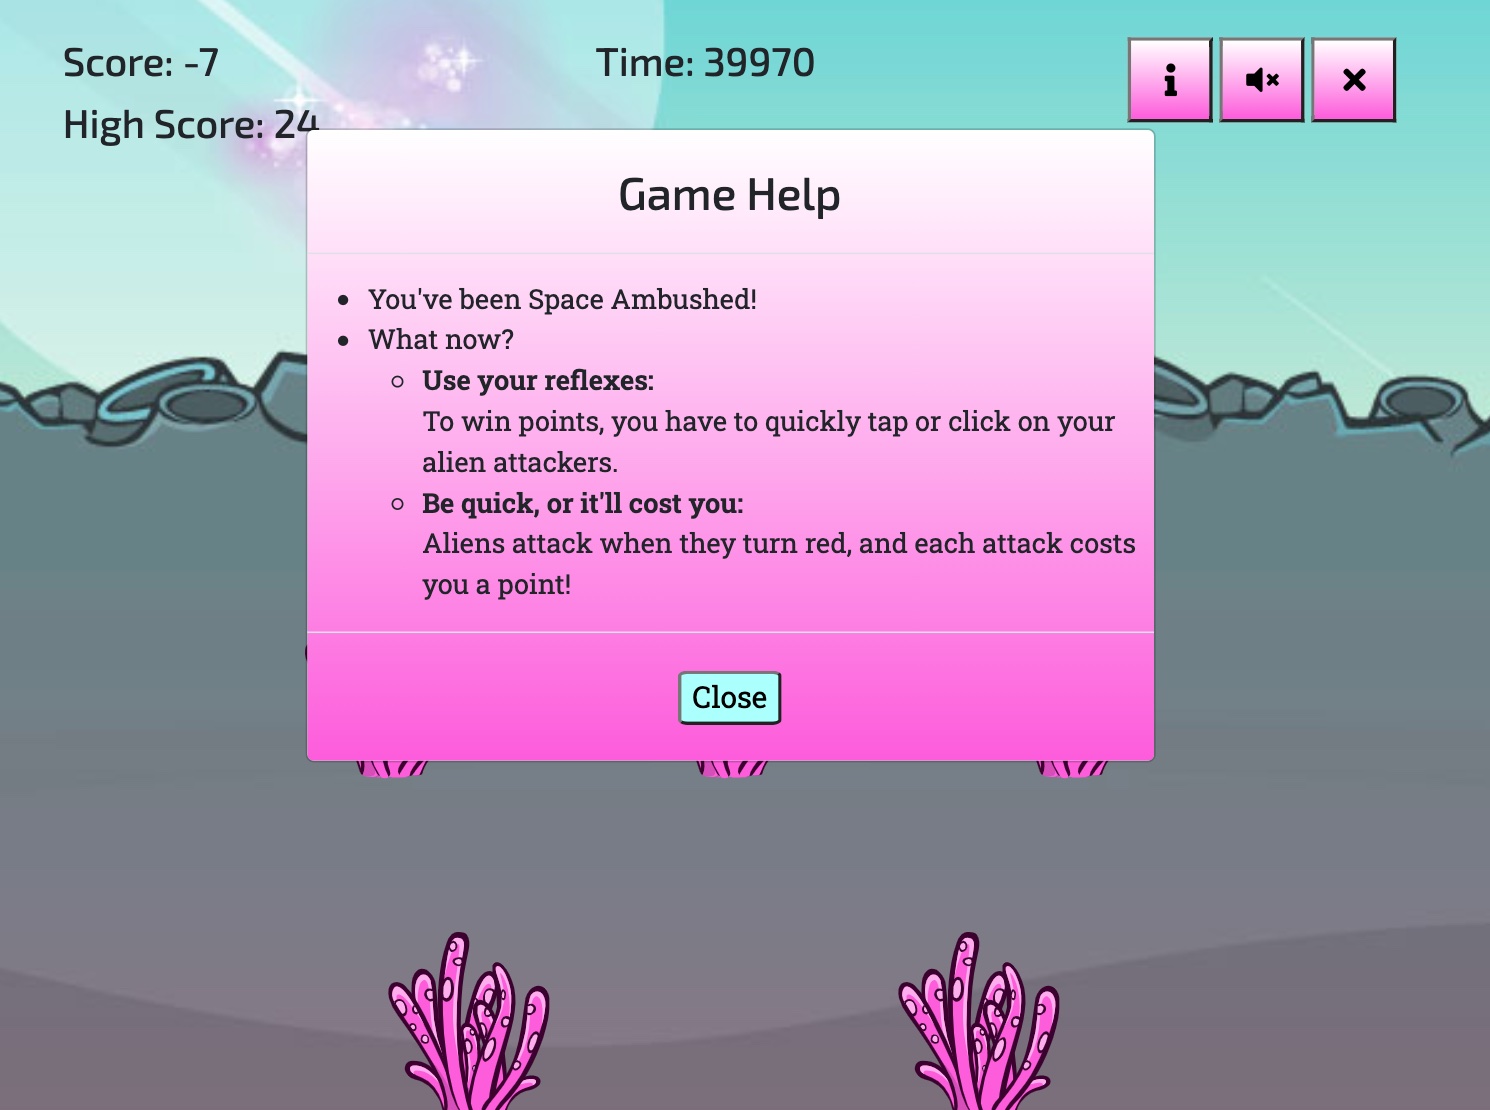 Score: -7
Time: 39970
High Score: 24
Game Help
You've been Space Ambushed!
What now?
Use your reflexes:
To win points, you have to quickly tap or click on your
alien attackers.
Be quick, or it'll cost you:
Aliens attack when they turn red, and each attack costs
you a point!
Close